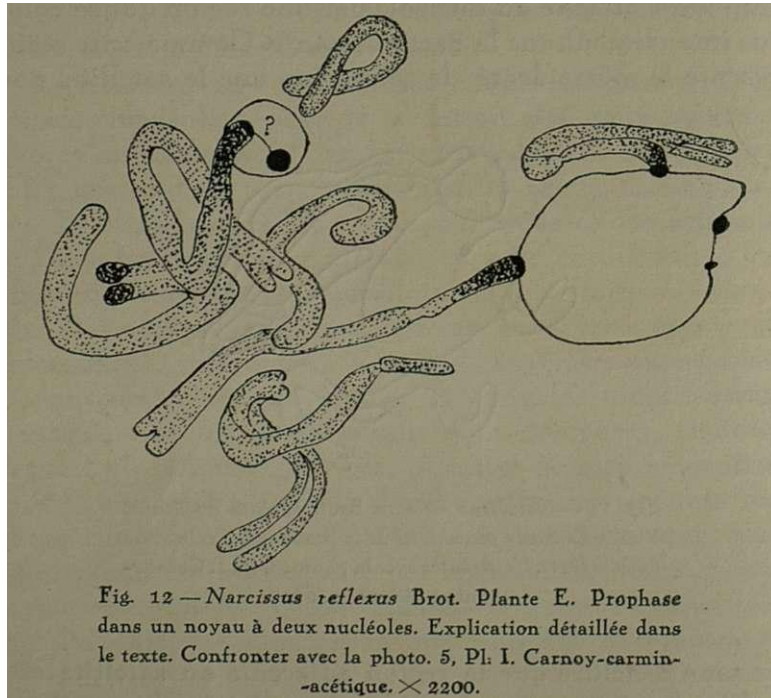 ?
Fig. 12 — Narcissus reflexus Brot. Plante E. Prophase
dans un noyau à deux nucléoles. Explication détaillée dans
le texte. Confronter avec la photo. 5, Pl: I. Carnoy-carmin-
-acétique. ✕ 2200.